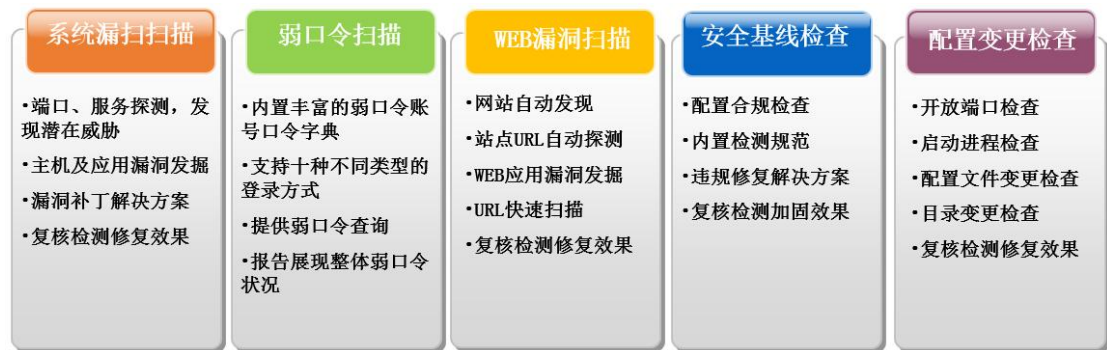 系统漏扫扫描
•端口、服务探测，发
现潜在威胁
•主机及应用漏洞发掘
•漏洞补丁解决方案
•复核检测修复效果
弱口令扫描
•内置丰富的弱口令账
号口令字典
•支持十种不同类型的
登录方式
•提供弱口令查询
•报告展现整体弱口令
状况
WEB漏洞扫描
•网站自动发现
•站点URL自动探测
•WEB应用漏洞发掘
•URL快速扫描
•复核检测修复效果
安全基线检查
•配置合规检查
•内置检测规范
•违规修复解决方案
•复核检测加固效果
配置变更检查
•开放端口检查
•启动进程检查
•配置文件变更检查
•目录变更检查
•复核检测修复效果